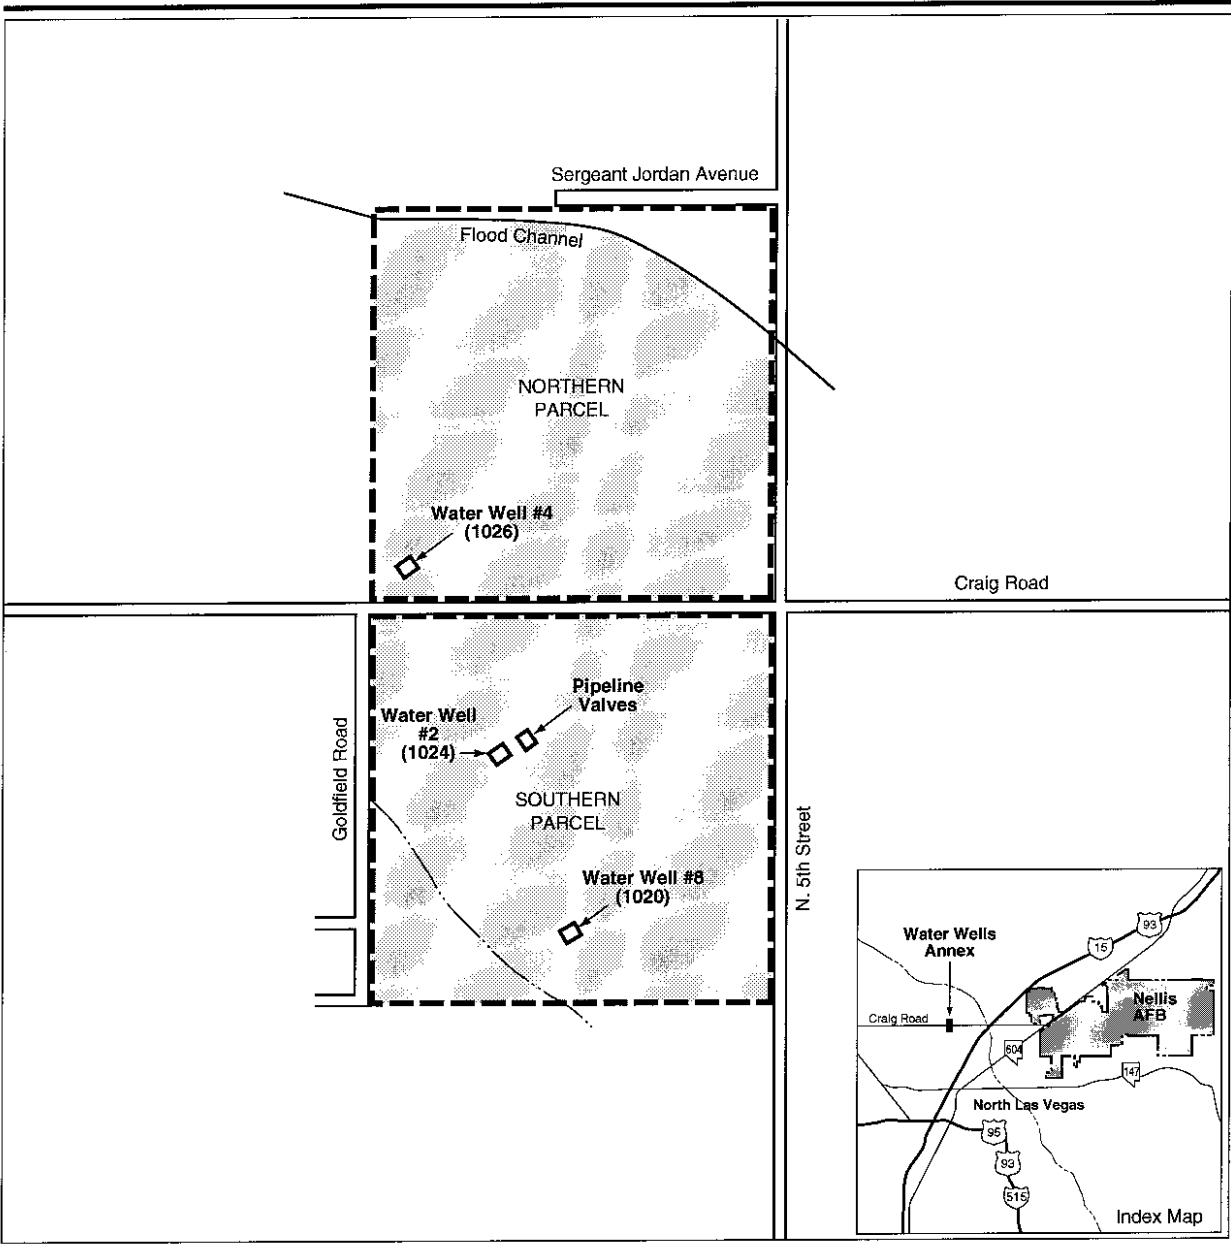 Sergeant Jordan Avenue
Flood Channel
NORTHERN
PARCEL
Water Well #4
(1026)
Craig Road
Pipeline
Valves
Water Well
#2
(1024)
Goldfield Road
SOUTHERN
PARCEL
N. 5th Street
Water Well #8
(1020)
Water Wells
Annex
93
15
Nellis
AFB
Craig Road
604
147
North Las Vegas
95
93
515
Index Map